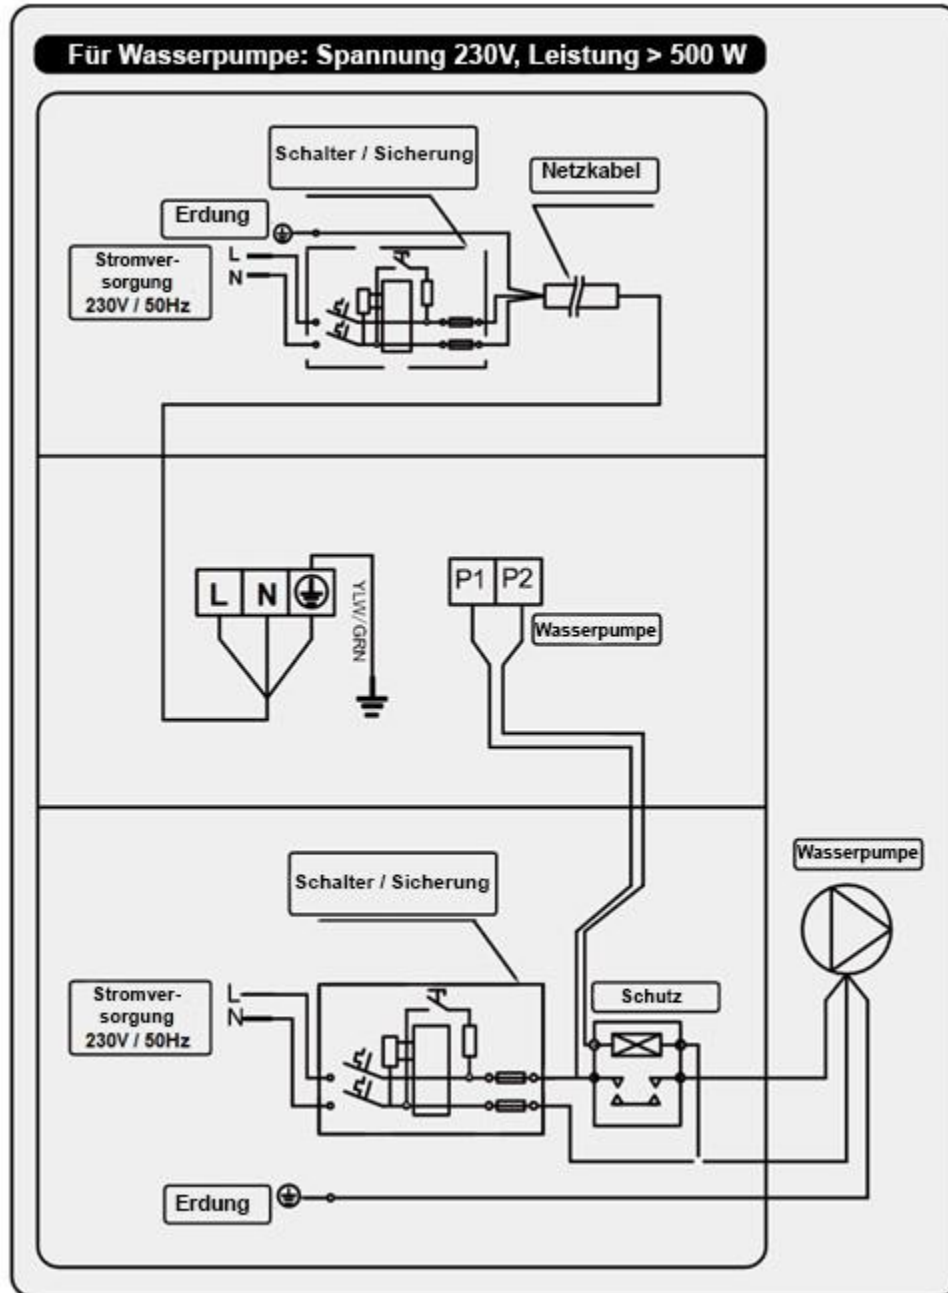 Für Wasserpumpe: Spannung 230V, Leistung > 500 W
Schalter / Sicherung
Netzkabel
Erdung
L
N
Stromver-
sorgung
230V / 50Hz
L N
YLW/GRN
P1 P2
Wasserpumpe
Wasserpumpe
Schalter / Sicherung
Stromver-
sorgung
230V / 50Hz
L
N
Schutz
Erdung